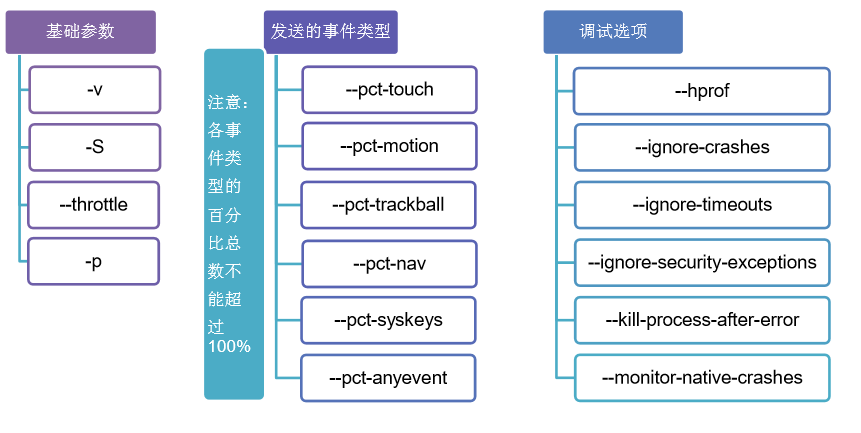 基础参数
-v
-S
--throttle
-p
发送的事件类型
注意：
各事
件类
型的
百分
比总
数不
能超
过
100%
--pct-touch
--pct-motion
--pct-trackball
--pct-nav
--pct-syskeys
--pct-anyevent
调试选项
--hprof
--ignore-crashes
--ignore-timeouts
--ignore-security-exceptions
--kill-process-after-error
--monitor-native-crashes